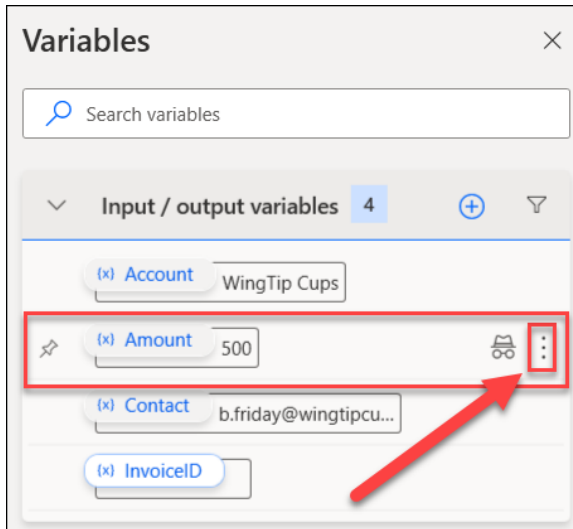 Variables
Search variables
Input / output variables 4
(x) Account WingTip Cups
(x) Amount 500
(x) Contact b.friday@wingtipcu...
(x) InvoiceID